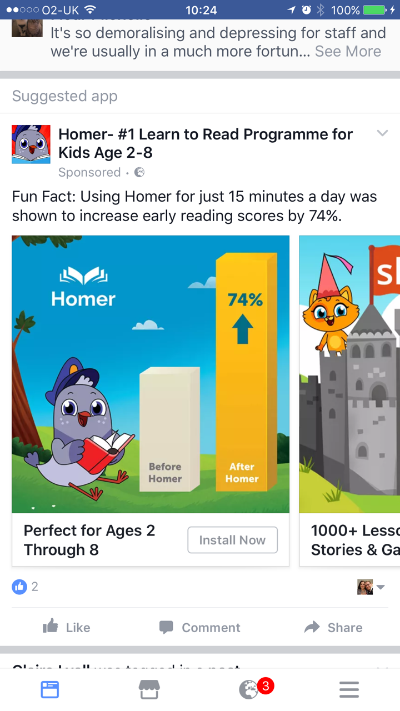 O2-UK 10:24 100%
It's so demoralising and depressing for staff and
we're usually in a much more fortun... See More
Suggested app
Homer- #1 Learn to Read Programme for
Kids Age 2-8
Sponsored ·
Fun Fact: Using Homer for just 15 minutes a day was
shown to increase early reading scores by 74%.
Homer
74%
Before
Homer
After
Homer
Perfect for Ages 2
Through 8
Install Now
1000+
Stories &
2
Like Comment Share
3